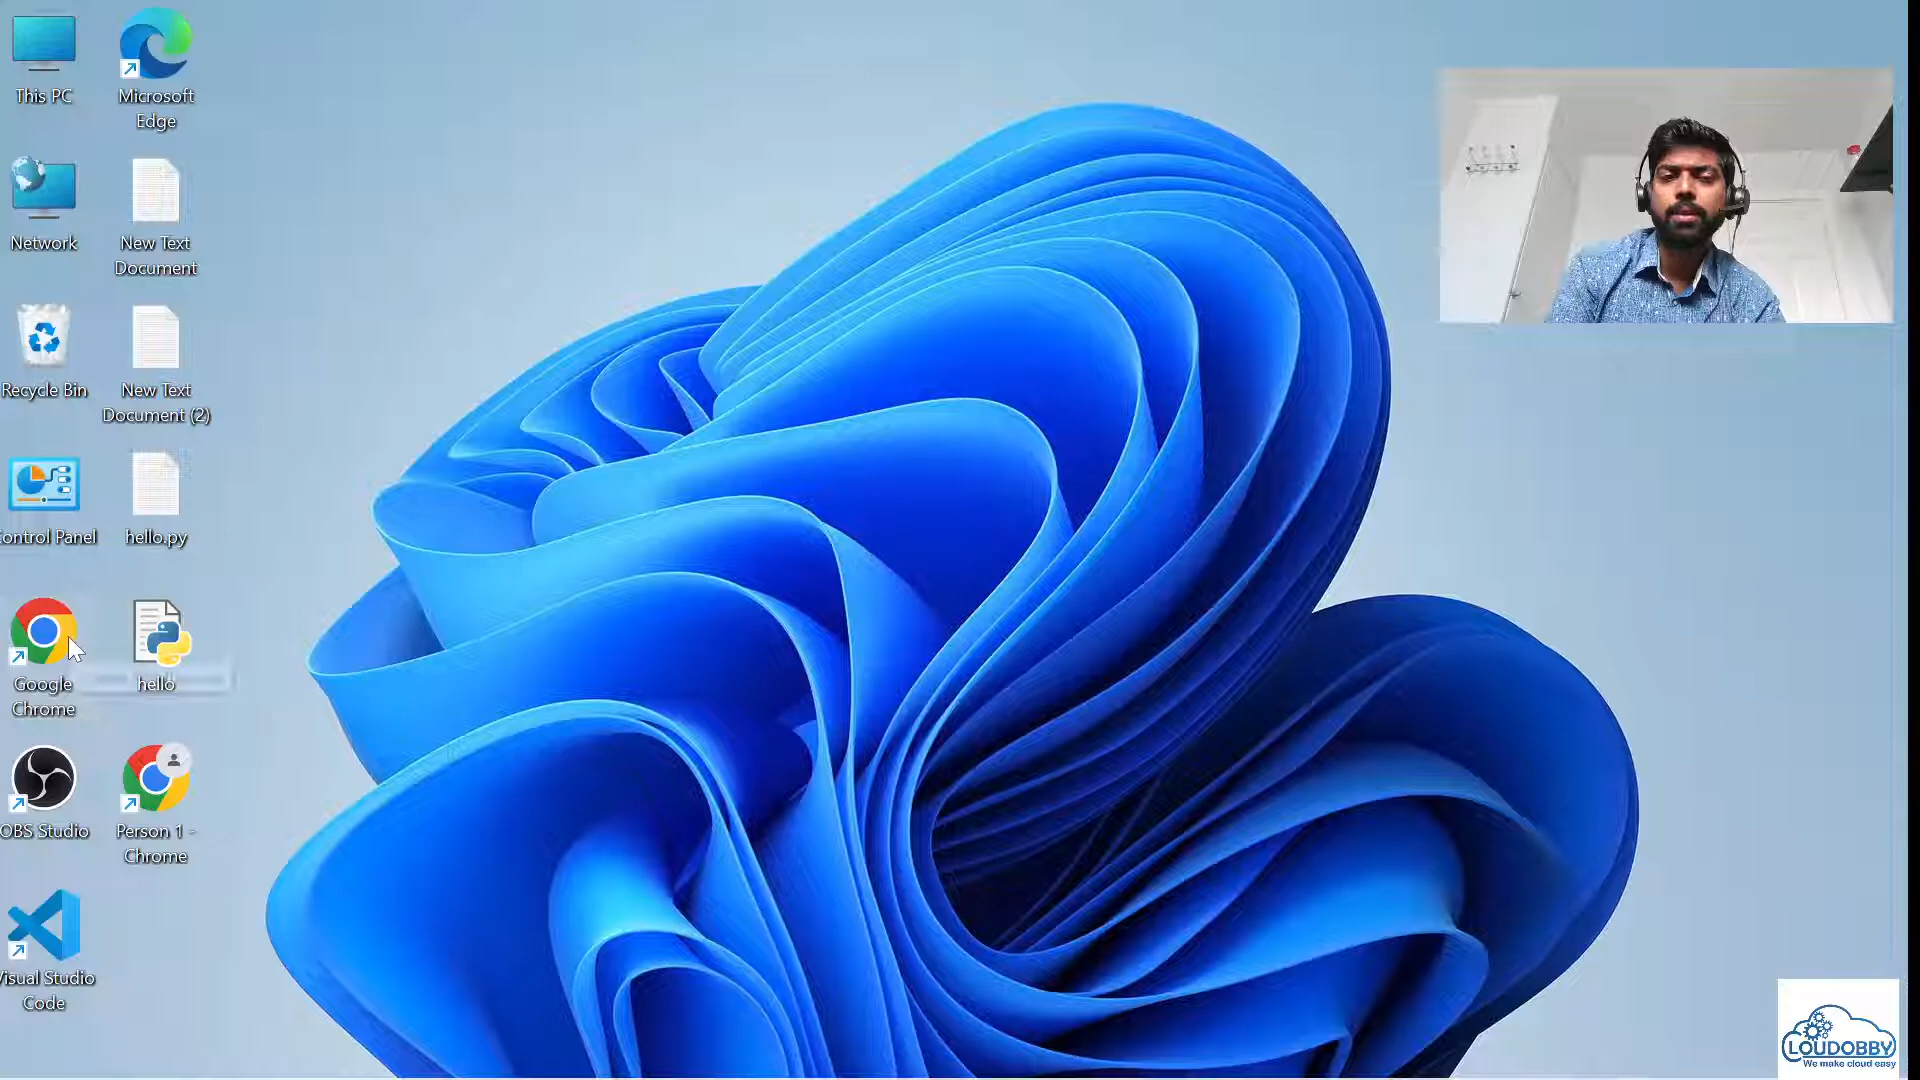 This PC
Microsoft
Edge
Network
New Text
Document
Recycle Bin
New Text
Document (2)
ontrol Panel
hello.py
Google
Chrome
hello
OBS Studio
Person 1 -
Chrome
isual Studio
Code
LOUDOBBY
We make cloud easy